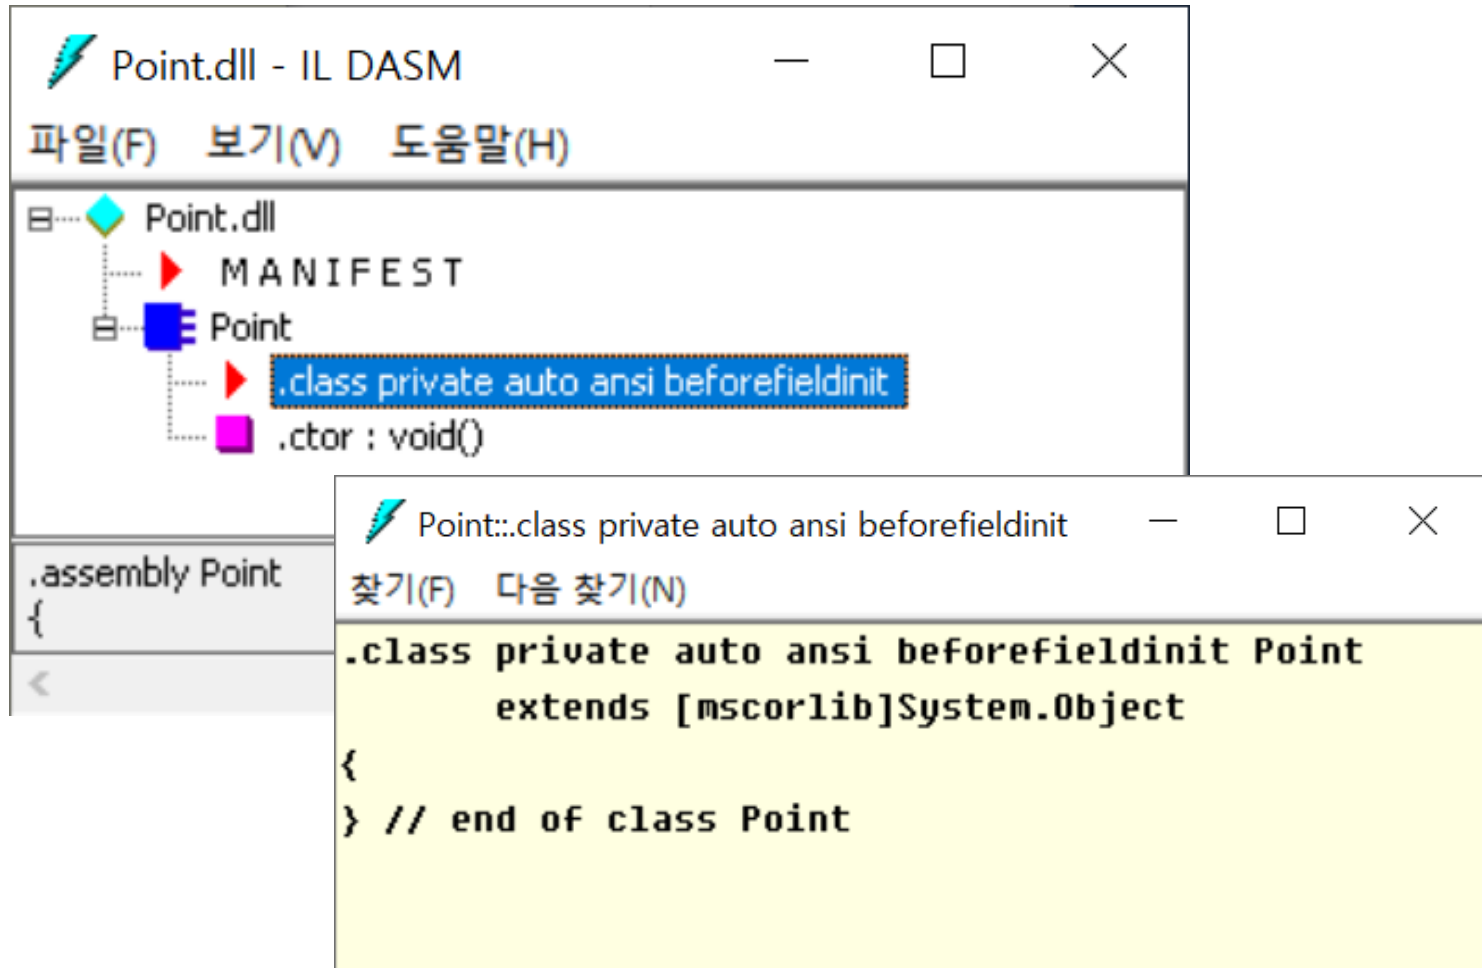 Point.dll - IL DASM
파일(F) 보기(V) 도움말(H)
Point.dll
M A N I F E S T
Point
.class private auto ansi beforefieldinit
.ctor : void()
.assembly Point
{
Point::.class private auto ansi beforefieldinit
찾기(F) 다음 찾기(N)
.class private auto ansi beforefieldinit Point
extends [mscorlib]System.Object
{
} // end of class Point